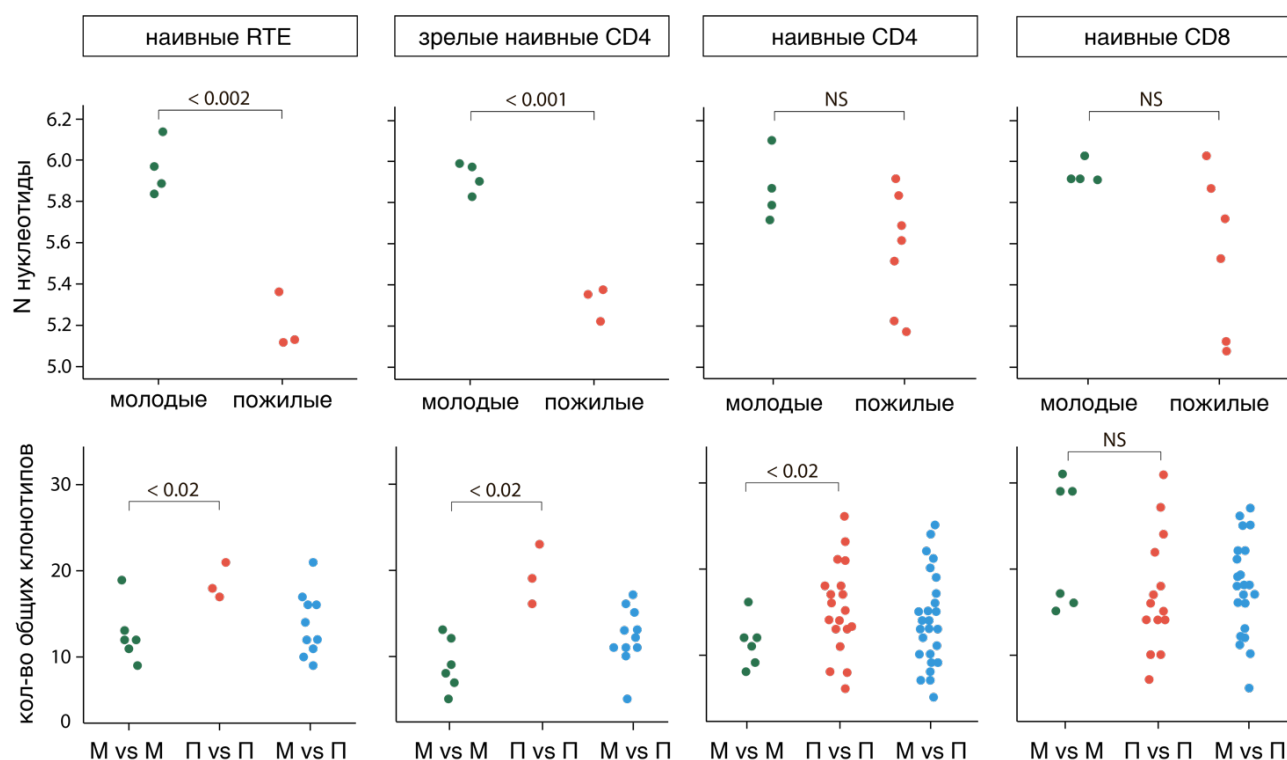 наивные RTE
зрелые наивные CD4
наивные CD4
наивные CD8
N нуклеотиды
6.2
6.0
5.8
5.6
5.4
5.2
5.0
< 0.002
< 0.001
NS
NS
молодые пожилые
молодые пожилые
молодые пожилые
молодые пожилые
кол-во общих клонотипов
30
20
10
0
< 0.02
< 0.02
< 0.02
NS
М vs М П vs П М vs П
М vs М П vs П М vs П
М vs М П vs П М vs П
М vs М П vs П М vs П